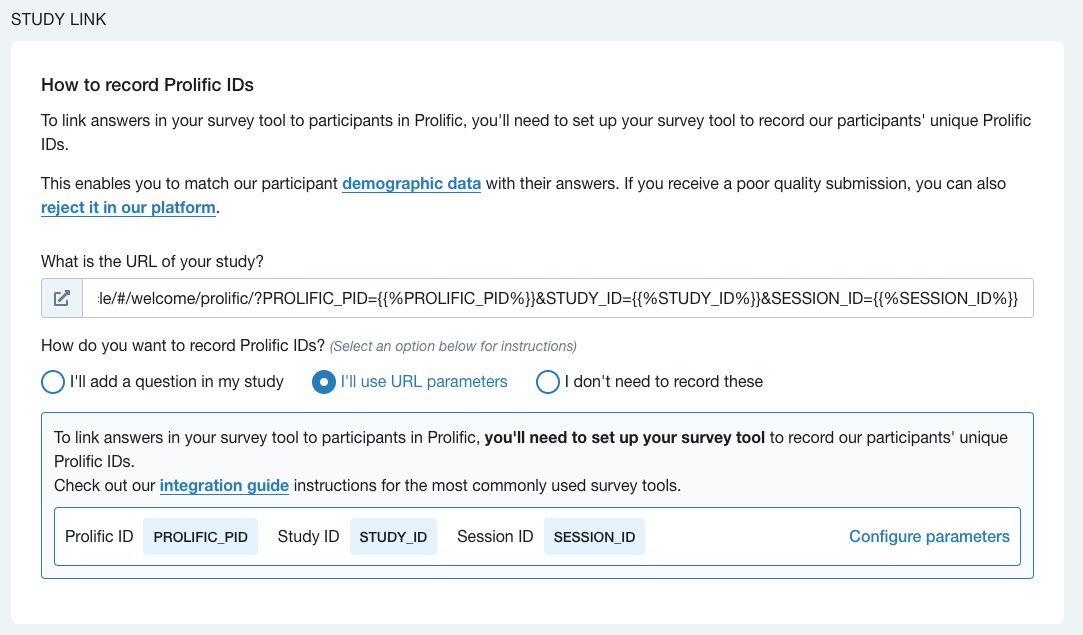 STUDY LINK
How to record Prolific IDs
To link answers in your survey tool to participants in Prolific, you'll need to set up your survey tool to record our participants' unique Prolific
IDs.
This enables you to match our participant demographic data with their answers. If you receive a poor quality submission, you can also
reject it in our platform.
What is the URL of your study?
le/#/welcome/prolific/?PROLIFIC_PID={{%PROLIFIC_PID%}}&STUDY_ID={{%STUDY_ID%}}&SESSION_ID={{%SESSION_ID%}}
How do you want to record Prolific IDs? (Select an option below for instructions)
I'll add a question in my study I'll use URL parameters I don't need to record these
To link answers in your survey tool to participants in Prolific, you'll need to set up your survey tool to record our participants' unique
Prolific IDs.
Check out our integration guide instructions for the most commonly used survey tools.
Prolific ID PROLIFIC_PID Study ID STUDY_ID Session ID SESSION_ID Configure parameters